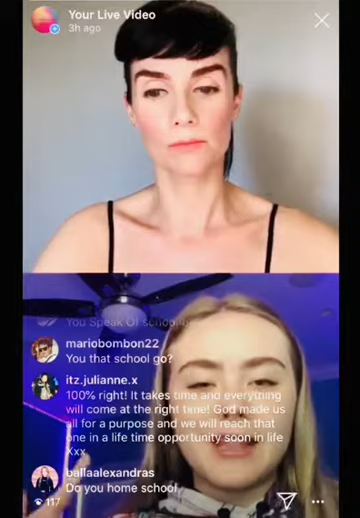 Your Live Video
3h ago
You Speak Of schooling
mariobombon22
You that school go?
itz.julianne.x
100% right! It takes time and everything
will come at the right time! God made us
all for a purpose and we will reach that
one in a life time opportunity soon in life
Xxx
ballaalexandras
Do you home school
117